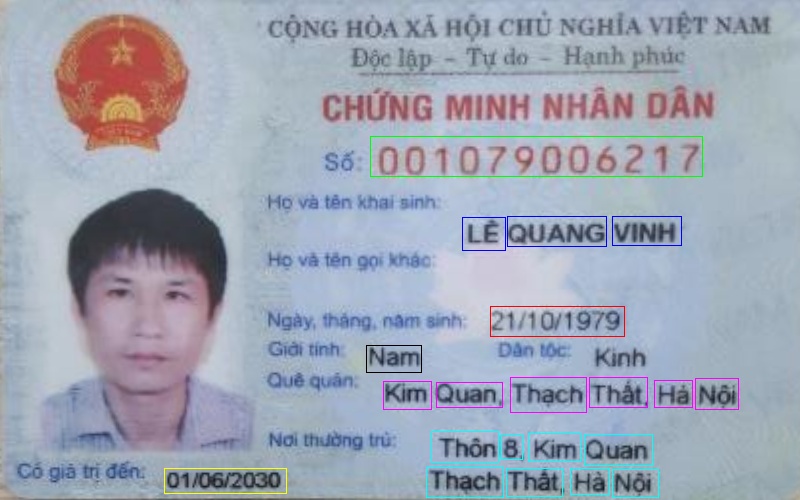 CỘNG HÒA XÃ HỘI CHỦ NGHĨA VIỆT NAM
Độc lập - Tự do - Hạnh phúc
CHỨNG MINH NHÂN DÂN
Số: 001079006217
Họ và tên khai sinh:
LÊ QUANG VINH
Họ và tên gọi khác:
Ngày, tháng, năm sinh: 21/10/1979
Giới tính: Nam Dân tộc: Kinh
Quê quán: Kim Quan, Thạch Thất, Hà Nội
Nơi thường trú: Thôn 8, Kim Quan
Thạch Thất, Hà Nội
Có giá trị đến: 01/06/2030